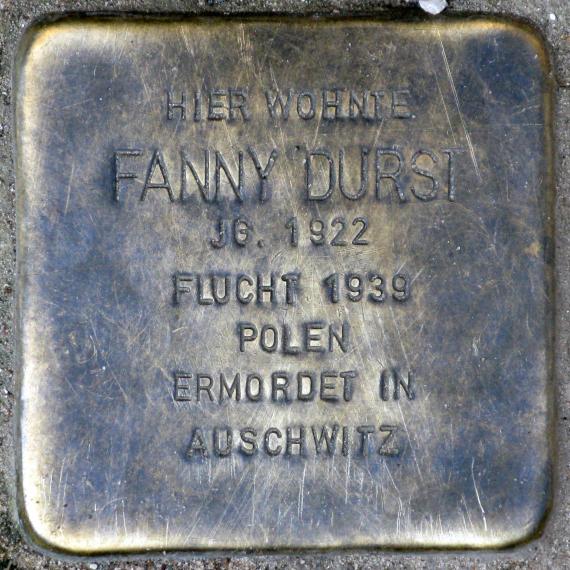 HIER WOHNTE
FANNY DURST
JG. 1922
FLUCHT 1939
POLEN
ERMORDET IN
AUSCHWITZ